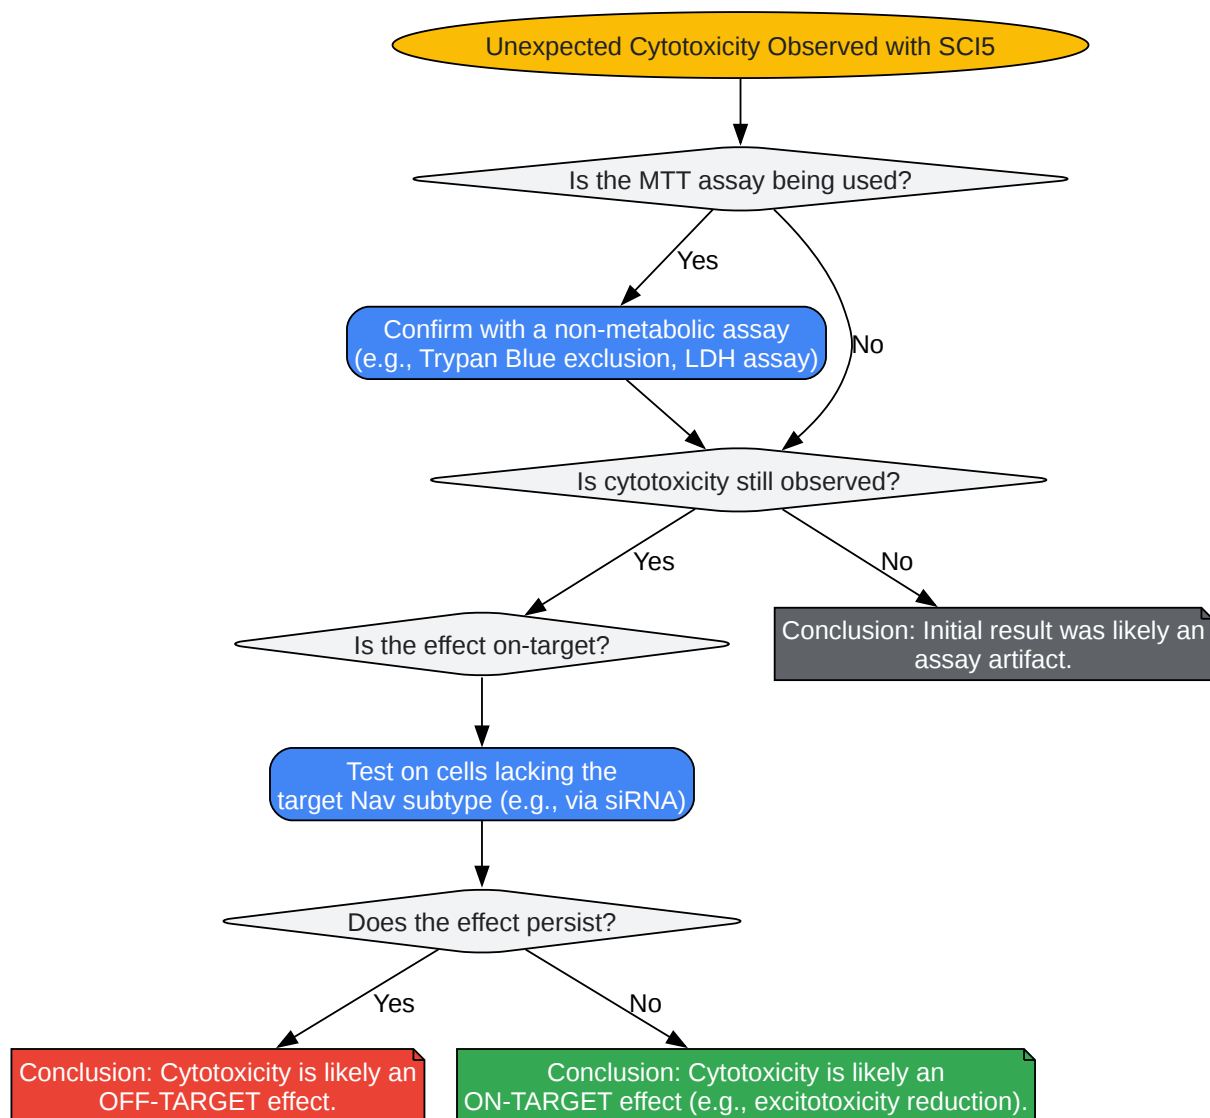 Unexpected Cytotoxicity Observed with SCI5
Is the MTT assay being used?
Yes
Confirm with a non-metabolic assay
(e.g., Trypan Blue exclusion, LDH assay)
No
Is cytotoxicity still observed?
Yes
No
Is the effect on-target?
Conclusion: Initial result was likely an
assay artifact.
Test on cells lacking the
target Nav subtype (e.g., via siRNA)
Does the effect persist?
Yes
No
Conclusion: Cytotoxicity is likely an
OFF-TARGET effect.
Conclusion: Cytotoxicity is likely an
ON-TARGET effect (e.g., excitotoxicity reduction).